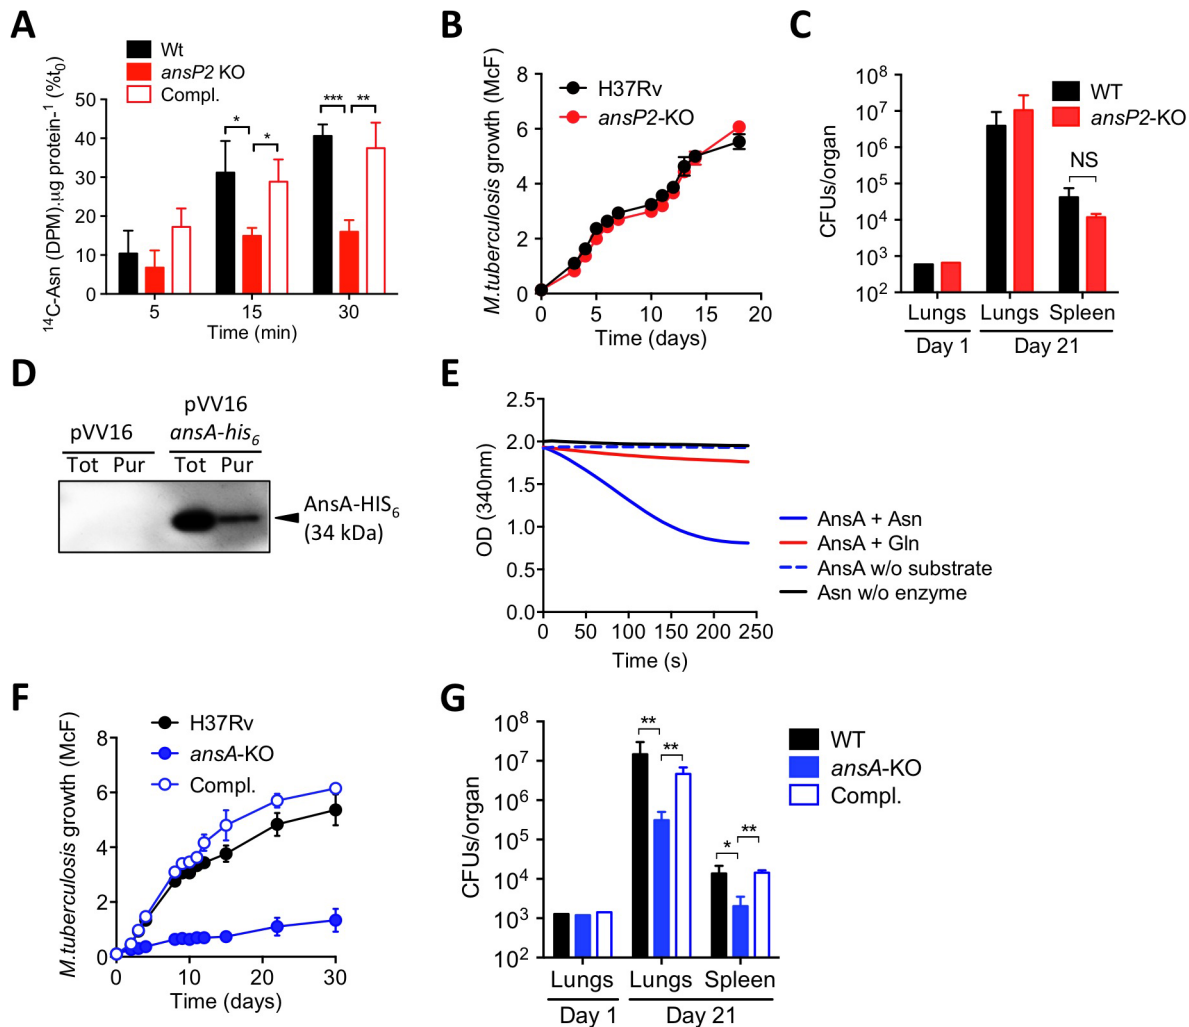 A
Wt
ansP2 KO
Compl.
¹⁴C-Asn (DPM).µg protein-¹ (%t₀)
50
40
30
20
10
0
*
*
***
**
5
15
30
Time (min)
B
H37Rv
ansP2-KO
M.tuberculosis growth (McF)
8
6
4
2
0
0
5
10
15
20
Time (days)
C
WT
ansP2-KO
CFUs/organ
10⁸
10⁷
10⁶
10⁵
10⁴
10³
10²
NS
Lungs
Lungs
Spleen
Day 1
Day 21
D
pVV16
pVV16
ansA-his₆
Tot
Pur
Tot
Pur
AnsA-HIS₆
(34 kDa)
E
OD (340nm)
2.5
2.0
1.5
1.0
0.5
0.0
0
50
100
150
200
250
Time (s)
AnsA + Asn
AnsA + Gln
AnsA w/o substrate
Asn w/o enzyme
F
H37Rv
ansA-KO
Compl.
M.tuberculosis growth (McF)
8
6
4
2
0
0
10
20
30
Time (days)
G
WT
ansA-KO
Compl.
CFUs/organ
10⁸
10⁷
10⁶
10⁵
10⁴
10³
10²
**
**
*
**
Lungs
Lungs
Spleen
Day 1
Day 21